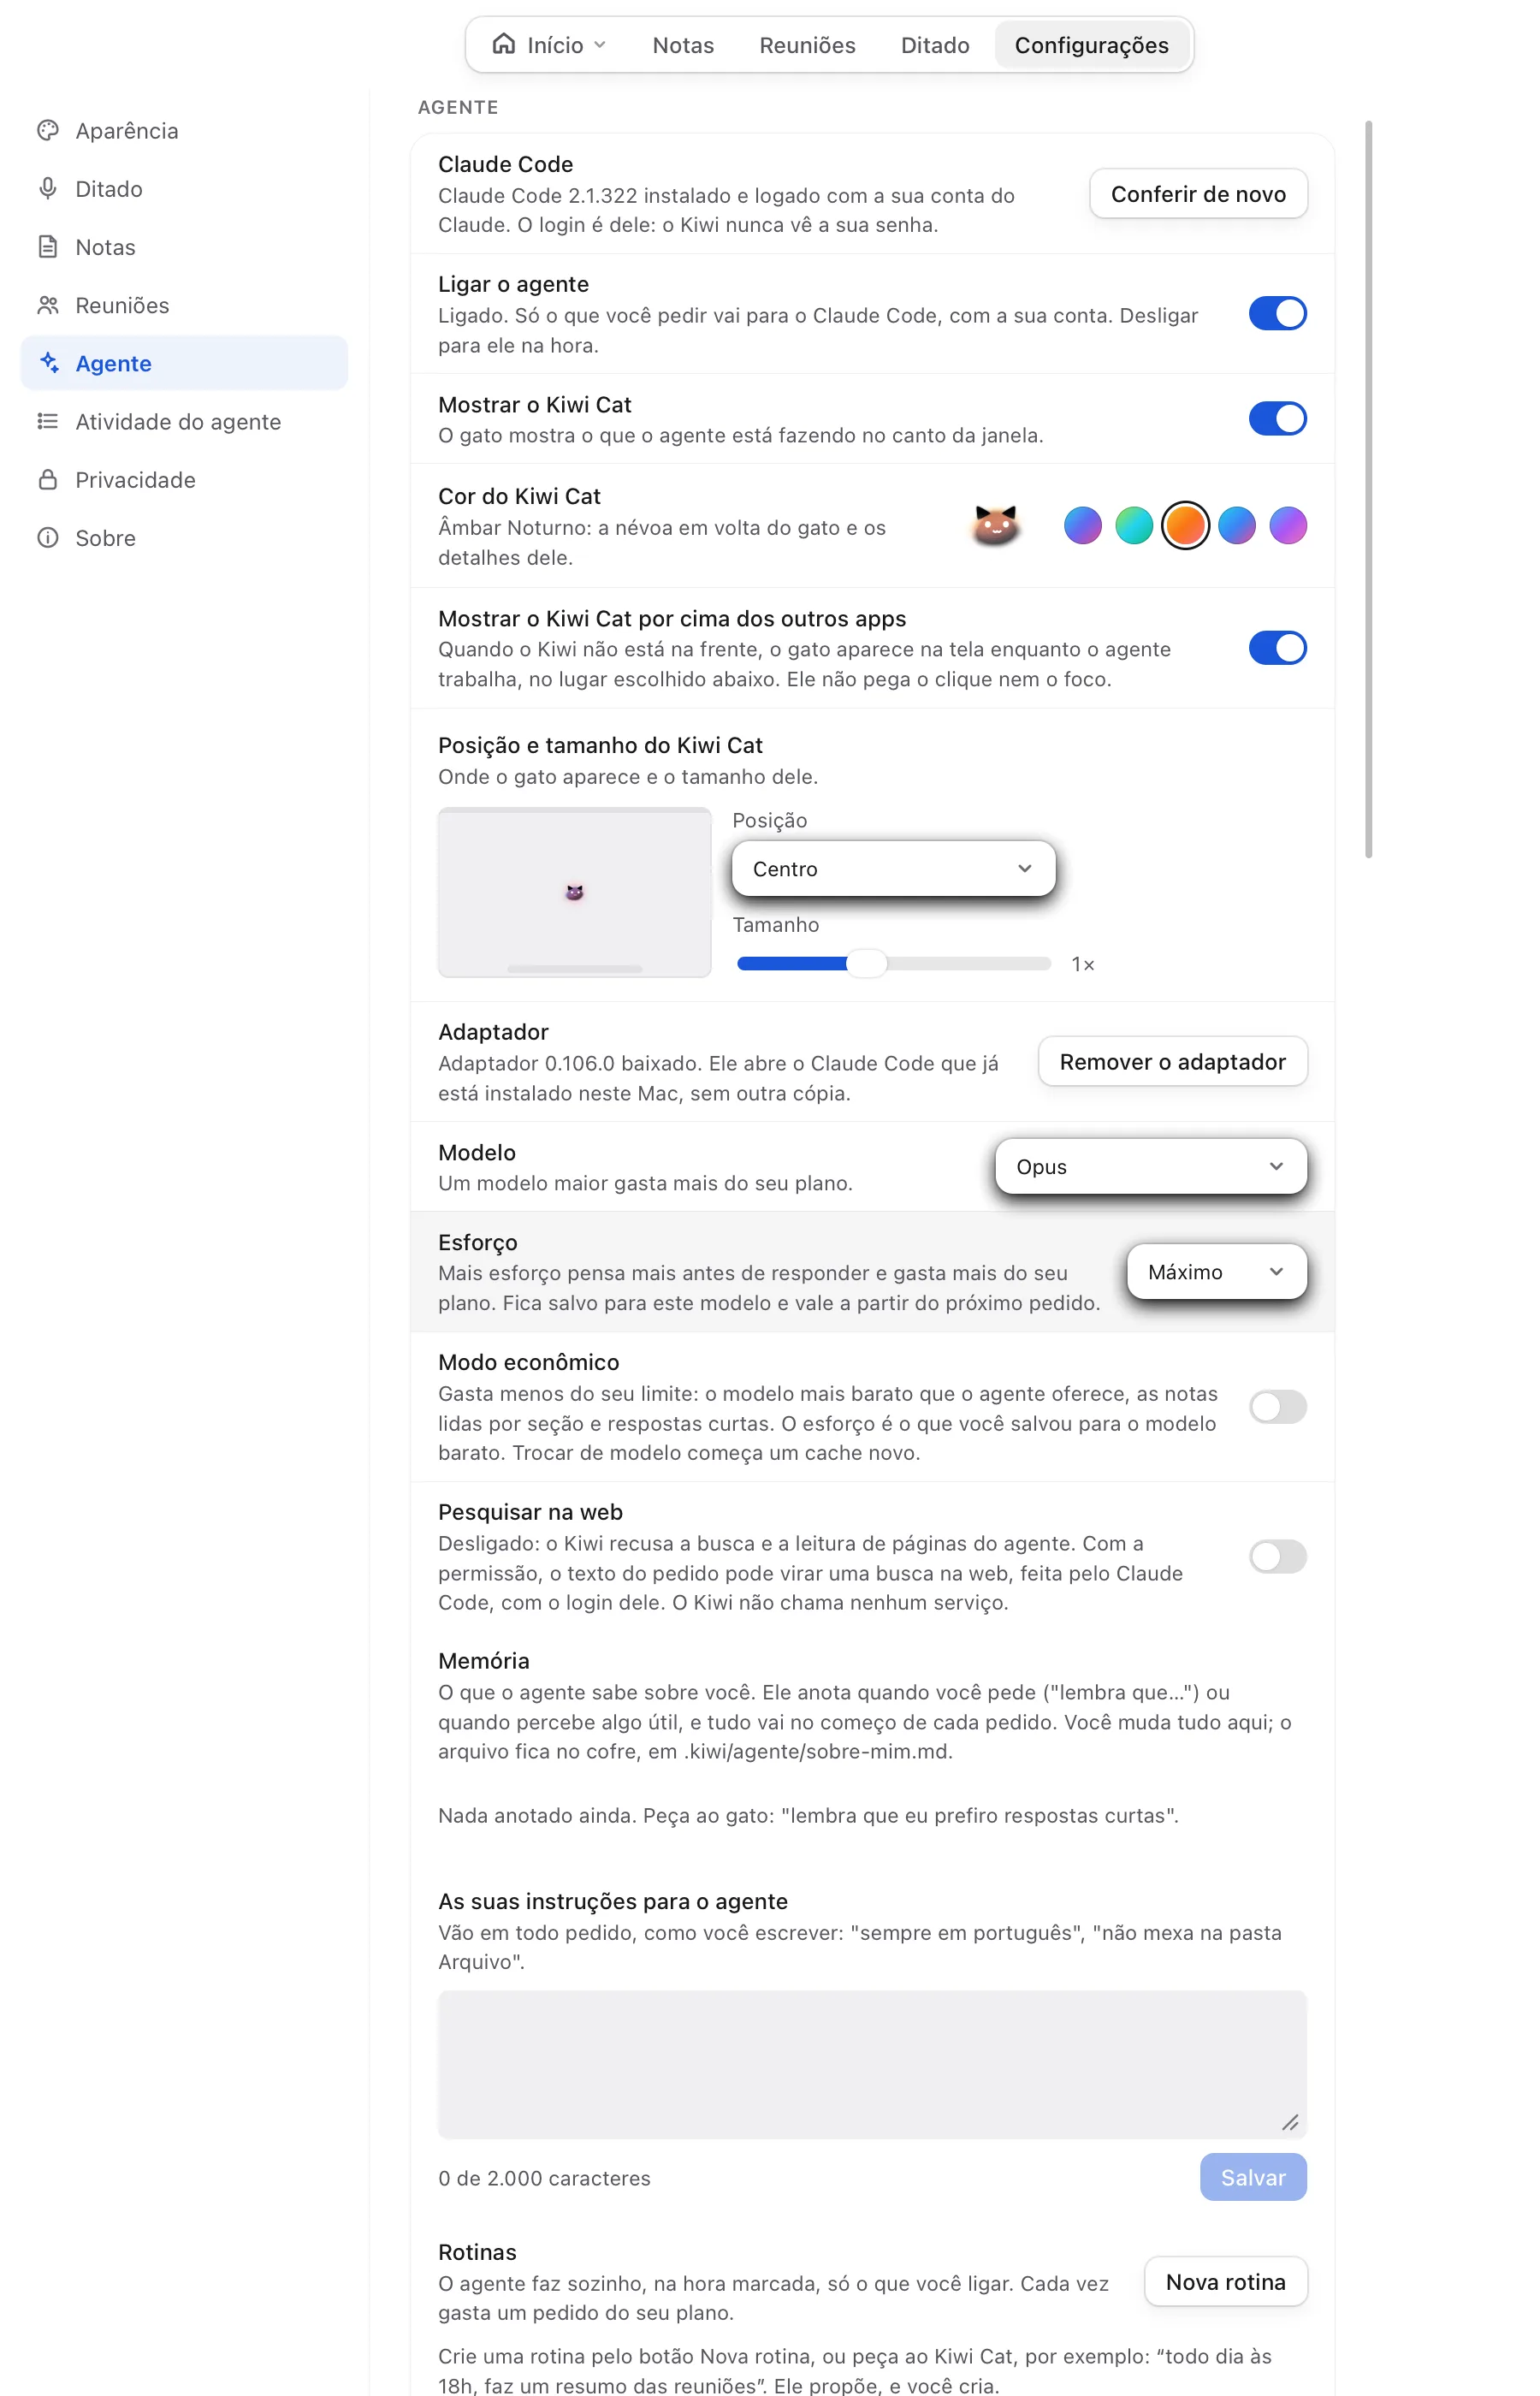 Início
Notas
Reuniões
Ditado
Configurações
Aparência
Ditado
Notas
Reuniões
Agente
Atividade do agente
Privacidade
Sobre
AGENTE
Claude Code
Claude Code 2.1.322 instalado e logado com a sua conta do
Claude. O login é dele: o Kiwi nunca vê a sua senha.
Conferir de novo
Ligar o agente
Ligado. Só o que você pedir vai para o Claude Code, com a sua conta. Desligar
para ele na hora.
Mostrar o Kiwi Cat
O gato mostra o que o agente está fazendo no canto da janela.
Cor do Kiwi Cat
Âmbar Noturno: a névoa em volta do gato e os
detalhes dele.
Mostrar o Kiwi Cat por cima dos outros apps
Quando o Kiwi não está na frente, o gato aparece na tela enquanto o agente
trabalha, no lugar escolhido abaixo. Ele não pega o clique nem o foco.
Posição e tamanho do Kiwi Cat
Onde o gato aparece e o tamanho dele.
Posição
Centro
Tamanho
1×
Adaptador
Adaptador 0.106.0 baixado. Ele abre o Claude Code que já
está instalado neste Mac, sem outra cópia.
Remover o adaptador
Modelo
Um modelo maior gasta mais do seu plano.
Opus
Esforço
Mais esforço pensa mais antes de responder e gasta mais do seu
plano. Fica salvo para este modelo e vale a partir do próximo pedido.
Máximo
Modo econômico
Gasta menos do seu limite: o modelo mais barato que o agente oferece, as notas
lidas por seção e respostas curtas. O esforço é o que você salvou para o modelo
barato. Trocar de modelo começa um cache novo.
Pesquisar na web
Desligado: o Kiwi recusa a busca e a leitura de páginas do agente. Com a
permissão, o texto do pedido pode virar uma busca na web, feita pelo Claude
Code, com o login dele. O Kiwi não chama nenhum serviço.
Memória
O que o agente sabe sobre você. Ele anota quando você pede ("lembra que...") ou
quando percebe algo útil, e tudo vai no começo de cada pedido. Você muda tudo aqui; o
arquivo fica no cofre, em .kiwi/agente/sobre-mim.md.
Nada anotado ainda. Peça ao gato: "lembra que eu prefiro respostas curtas".
As suas instruções para o agente
Vão em todo pedido, como você escrever: "sempre em português", "não mexa na pasta
Arquivo".
0 de 2.000 caracteres
Salvar
Rotinas
O agente faz sozinho, na hora marcada, só o que você ligar. Cada vez
gasta um pedido do seu plano.
Nova rotina
Crie uma rotina pelo botão Nova rotina, ou peça ao Kiwi Cat, por exemplo: “todo dia às
18h, faz um resumo das reuniões”. Ele propõe, e você cria.